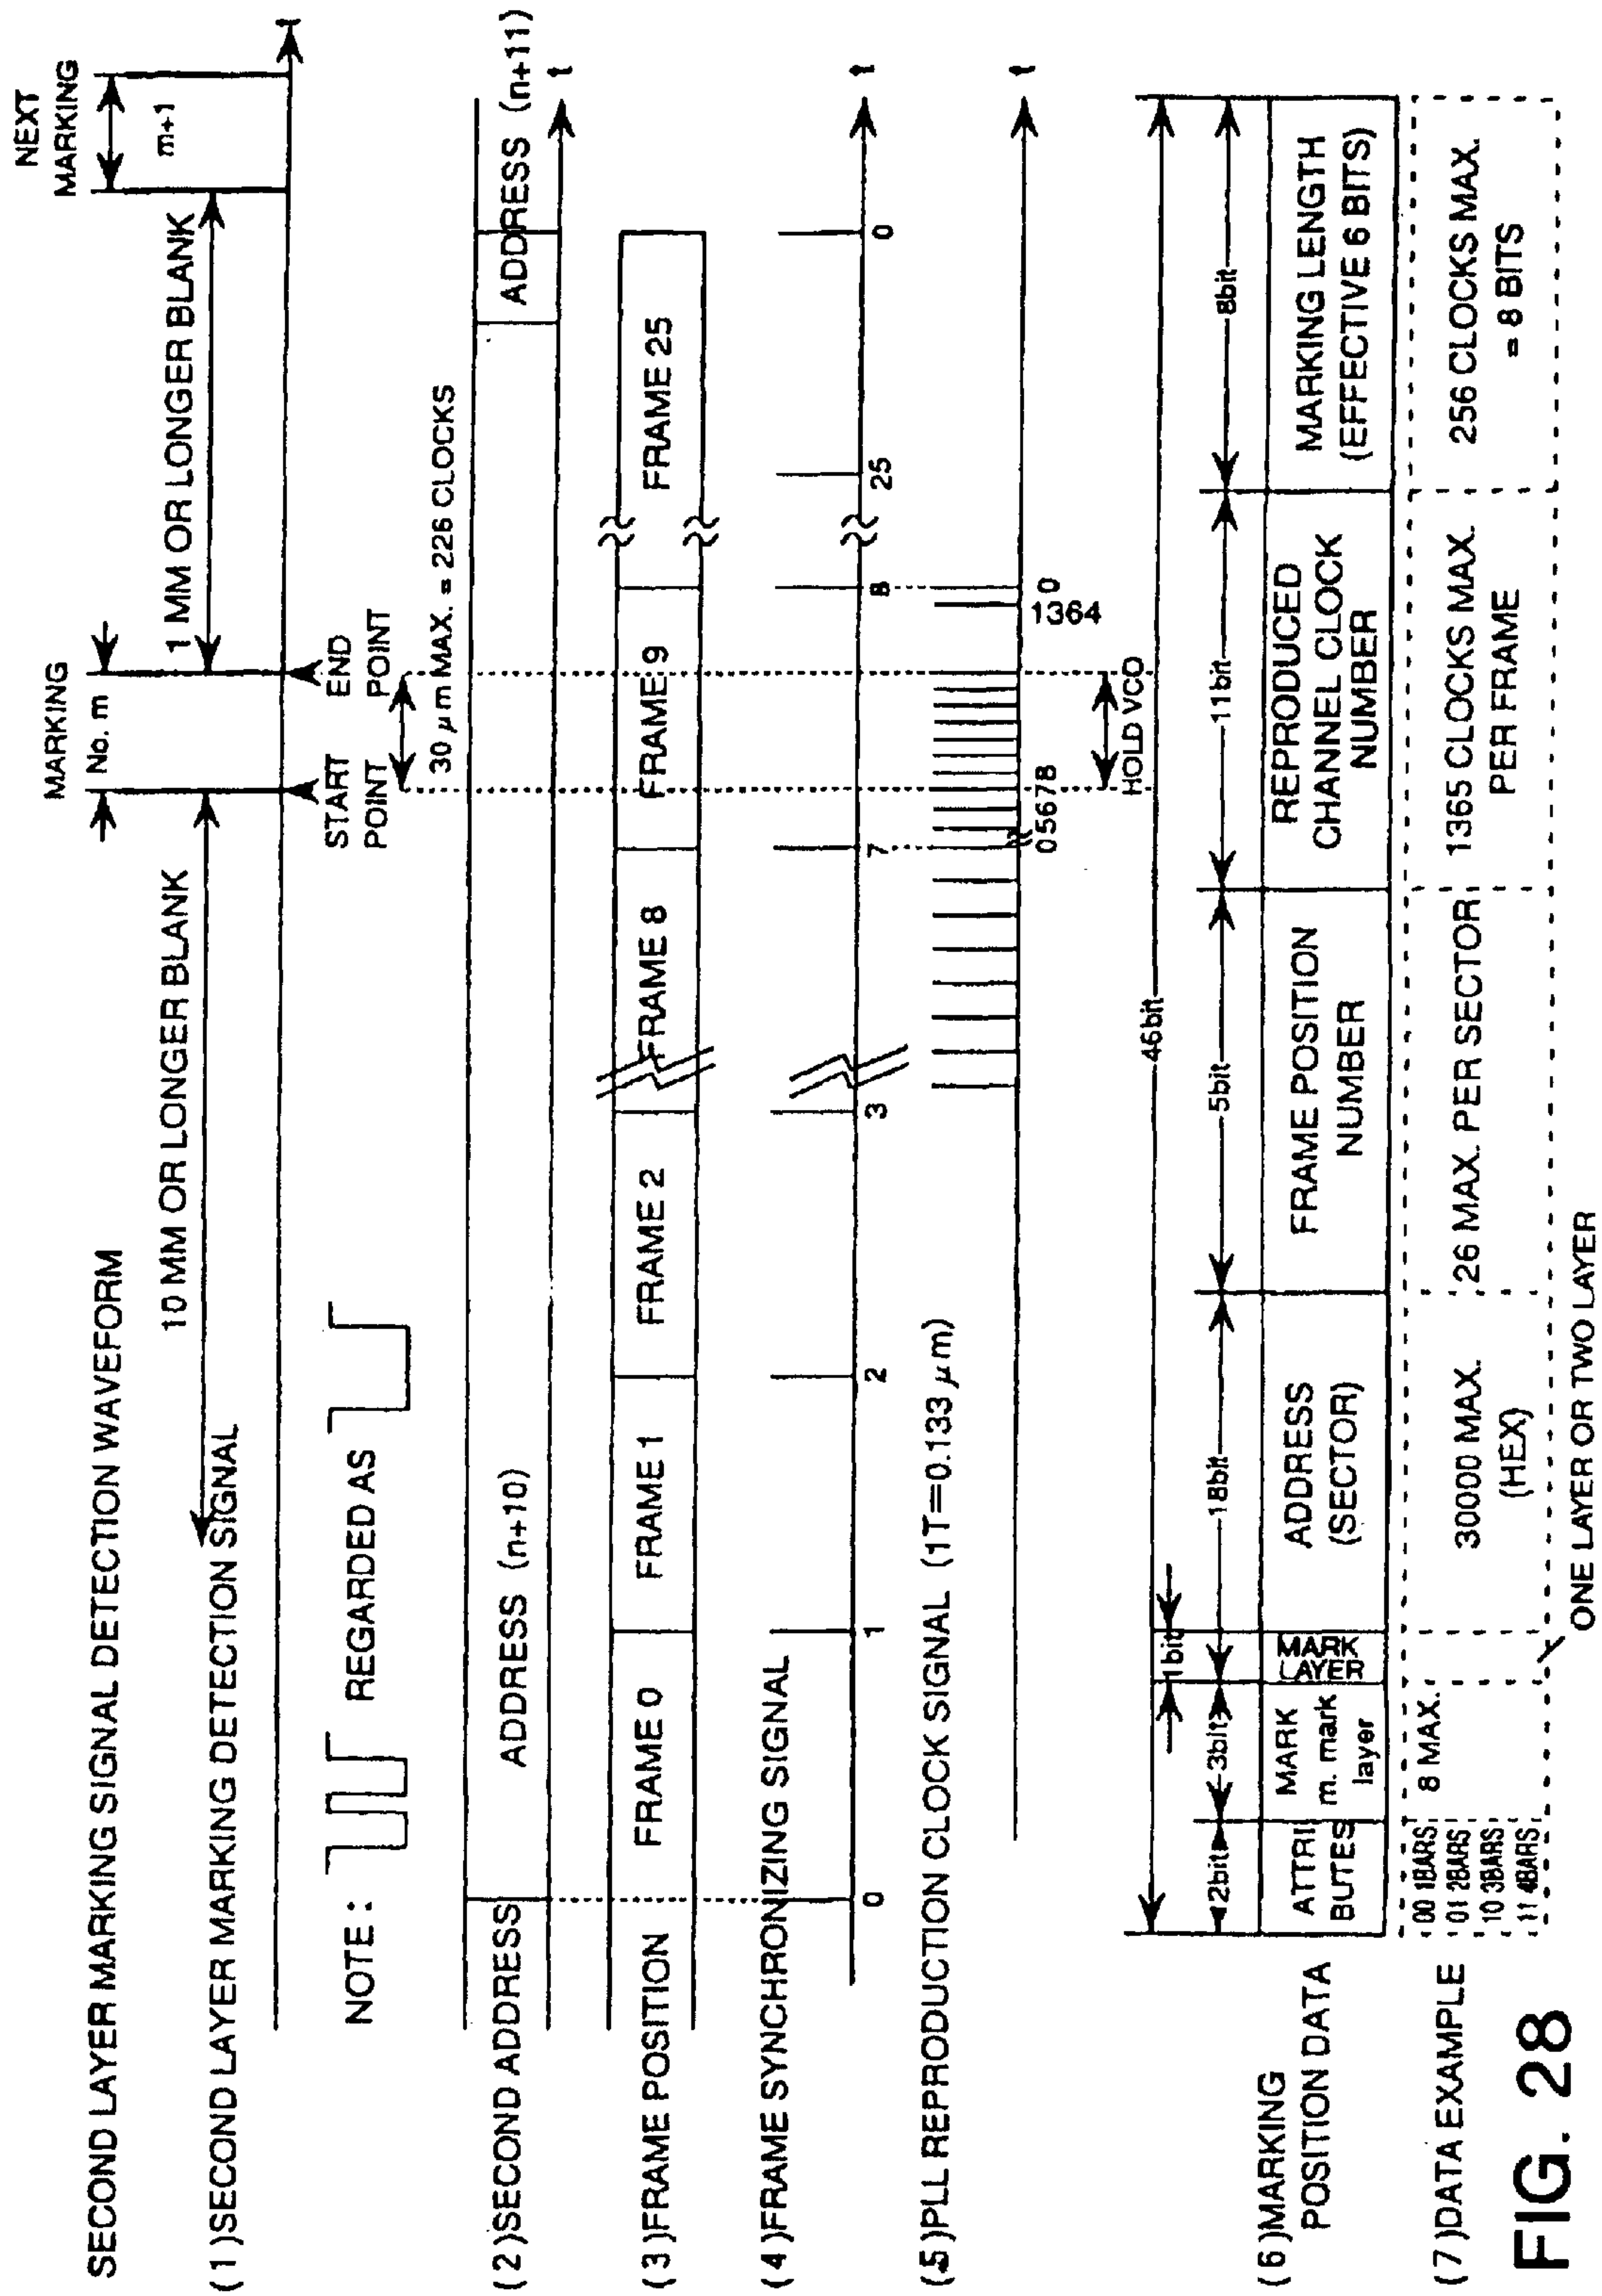 SECOND LAYER MARKING SIGNAL DETECTION WAVEFORM
NEXT
MARKING
m+1
MARKING
No. m
10 MM OR LONGER BLANK
1 MM OR LONGER BLANK
(1)SECOND LAYER MARKING DETECTION SIGNAL
t
START
POINT
END
POINT
NOTE :
REGARDED AS
30 μm MAX. = 226 CLOCKS
(2)SECOND ADDRESS
ADDRESS (n+10)
ADDRESS (n+11)
t
(3)FRAME POSITION
FRAME 0
FRAME 1
FRAME 2
FRAME 8
FRAME 9
FRAME 25
(4)FRAME SYNCHRONIZING SIGNAL
t
0 1 2 3 7 8 25 0
(5)PLL REPRODUCTION CLOCK SIGNAL (1T=0.133 μm)
t
05678
1364
0
HOLD VCO
46bit
1bit
2bit
3bit
18bit
5bit
11bit
8bit
(6)MARKING
POSITION DATA
ATTRI
BUTES
MARK
m. mark
layer
MARK
LAYER
ADDRESS
(SECTOR)
FRAME POSITION
NUMBER
REPRODUCED
CHANNEL CLOCK
NUMBER
MARKING LENGTH
(EFFECTIVE 6 BITS)
(7)DATA EXAMPLE
00 1BARS
01 2BARS
10 3BARS
11 4BARS
8 MAX.
30000 MAX.
(HEX)
26 MAX. PER SECTOR
1365 CLOCKS MAX.
PER FRAME
256 CLOCKS MAX.
= 8 BITS
ONE LAYER OR TWO LAYER
FIG. 28